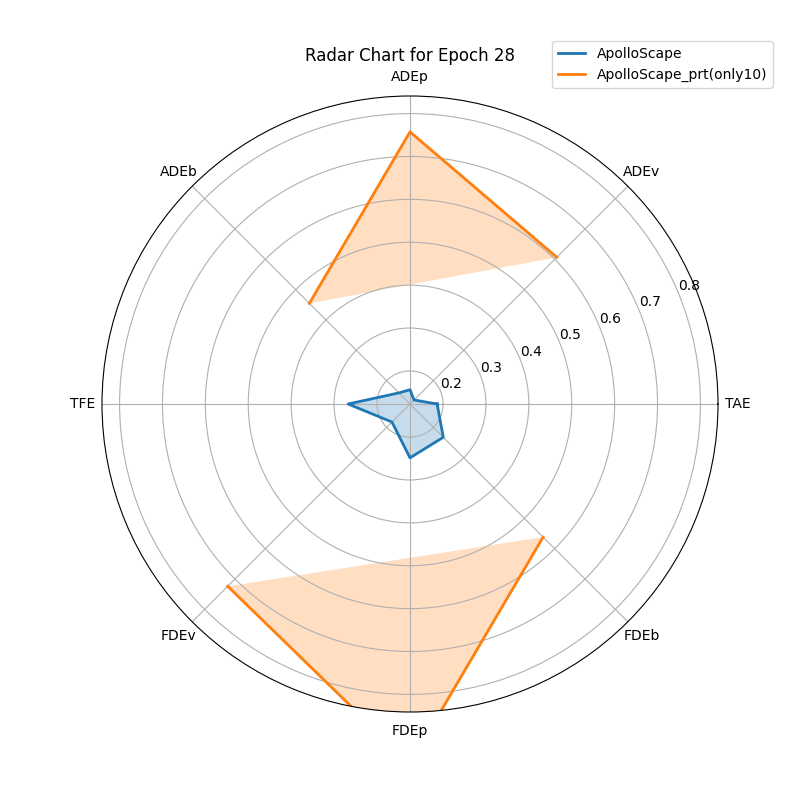 Radar Chart for Epoch 28
ApolloScape
ApolloScape_prt(only10)
ADEp
ADEb
ADEv
0.8
0.7
0.6
0.5
0.4
0.3
0.2
TFE
TAE
FDEv
FDEb
FDEp